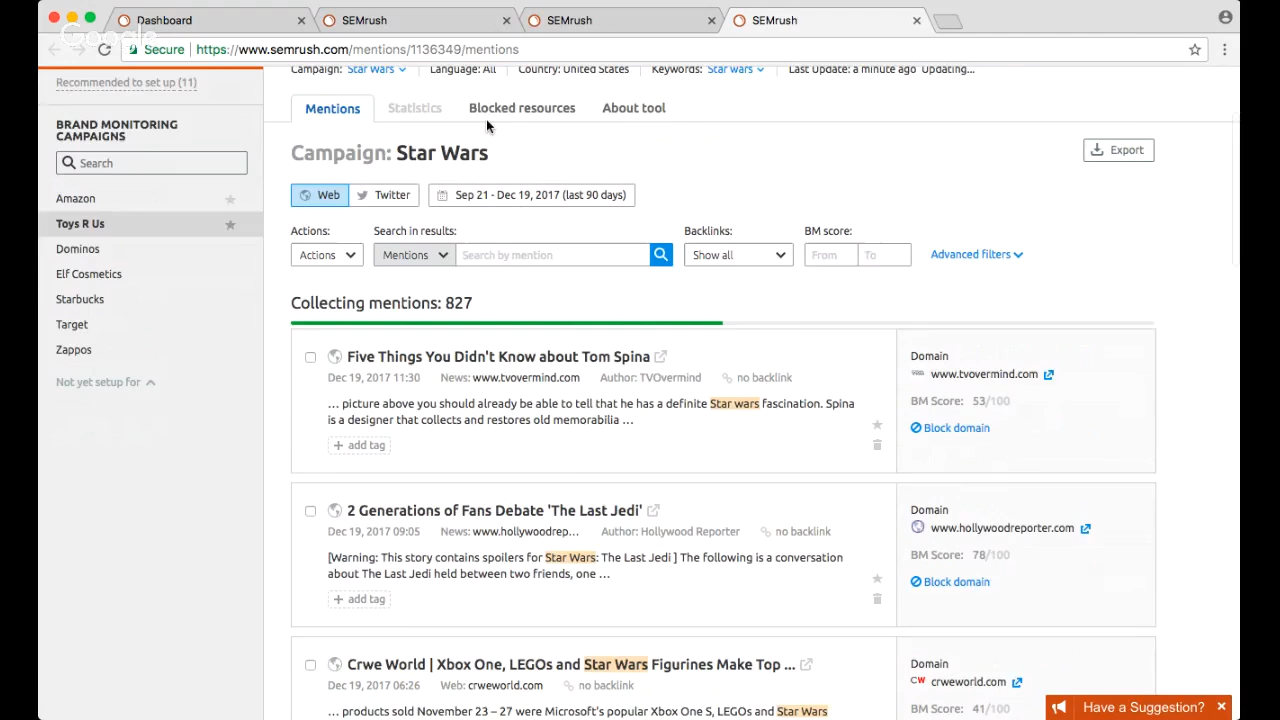 Dashboard
SEMrush
SEMrush
SEMrush
Google
Secure https://www.semrush.com/mentions/1136349/mentions
Recommended to set up (11)
Campaign: Star Wars Language: All Country: United States Keywords: Star wars Last Update: a minute ago Updating...
Mentions Statistics Blocked resources About tool
BRAND MONITORING
CAMPAIGNS
Search
Amazon
Toys R Us
Dominos
Elf Cosmetics
Starbucks
Target
Zappos
Not yet setup for
Campaign: Star Wars
Export
Web Twitter Sep 21 - Dec 19, 2017 (last 90 days)
Actions: Search in results: Backlinks: BM score:
Actions Mentions Search by mention Show all From To Advanced filters
Collecting mentions: 827
Five Things You Didn't Know about Tom Spina
Dec 19, 2017 11:30 News: www.tvovermind.com Author: TVOvermind no backlink
... picture above you should already be able to tell that he has a definite Star wars fascination. Spina
is a designer that collects and restores old memorabilia ...
+ add tag
Domain
www.tvovermind.com
BM Score: 53/100
Block domain
2 Generations of Fans Debate 'The Last Jedi'
Dec 19, 2017 09:05 News: www.hollywoodrep... Author: Hollywood Reporter no backlink
[Warning: This story contains spoilers for Star Wars: The Last Jedi ] The following is a conversation
about The Last Jedi held between two friends, one ...
+ add tag
Domain
www.hollywoodreporter.com
BM Score: 78/100
Block domain
Crwe World | Xbox One, LEGOs and Star Wars Figurines Make Top ...
Dec 19, 2017 06:26 Web: crweworld.com no backlink
... products sold November 23 – 27 were Microsoft's popular Xbox One S, LEGOs and Star Wars
Domain
CW crweworld.com
BM Score: 41/100
Have a Suggestion?